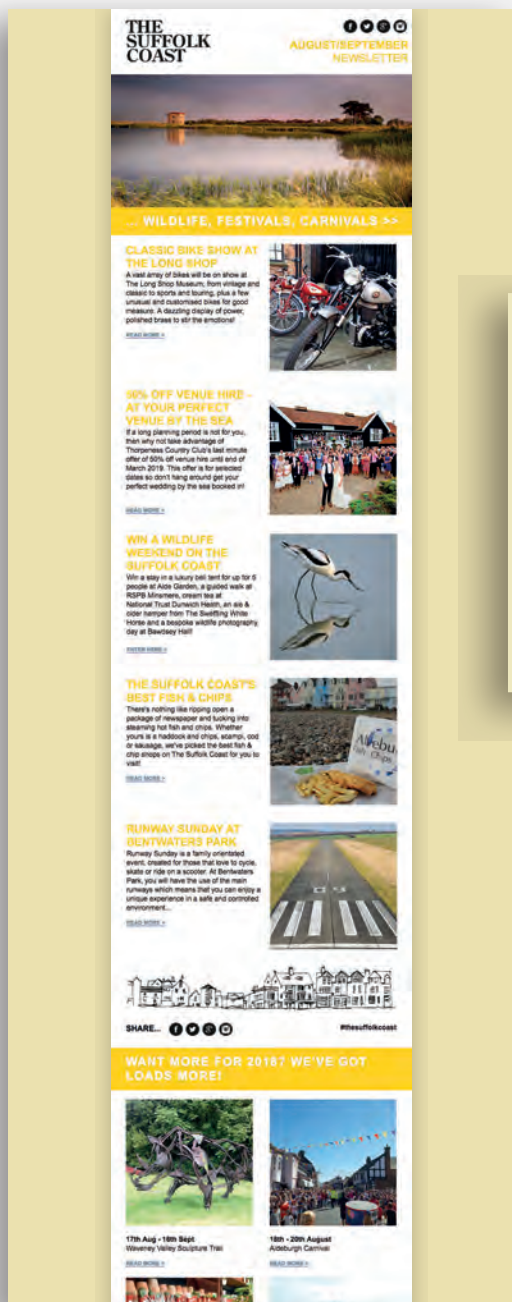 THE
SUFFOLK
COAST
AUGUST/SEPTEMBER
NEWSLETTER
... WILDLIFE, FESTIVALS, CARNIVALS >>
CLASSIC BIKE SHOW AT
THE LONG SHOP
A vast array of bikes will be on show at
The Long Shop Museum, from vintage and
classic to sports and touring, plus a few
unusual and customised bikes for good
measure. A dazzling display of power,
polished brass to stir the emotions!
READ MORE >
50% OFF VENUE HIRE -
AT YOUR PERFECT
VENUE BY THE SEA
If a long planning period is not for you,
then why not take advantage of
Thorpeness Country Club's last minute
offer of 50% off venue hire until end of
March 2019. This offer is for selected
dates so don't hang around get your
perfect wedding by the sea booked in!
READ MORE >
WIN A WILDLIFE
WEEKEND ON THE
SUFFOLK COAST
Win a stay in a luxury bell tent for up for 6
people at Alde Garden, a guided walk at
RSPB Minsmere, cream tea at
National Trust Dunwich Heath, an ale &
cider hamper from The Sweffling White
Horse and a bespoke wildlife photography
day at Bawdsey Hall!
ENTER HERE >
THE SUFFOLK COAST'S
BEST FISH & CHIPS
There's nothing like ripping open a
package of newspaper and tucking into
steaming hot fish and chips. Whether
yours is a haddock and chips, scampi, cod
or sausage, we've picked the best fish &
chip shops on The Suffolk Coast for you to
visit!
READ MORE >
Aldebu
Fish Chips
RUNWAY SUNDAY AT
BENTWATERS PARK
Runway Sunday is a family orientated
event, created for those that love to cycle,
skate or ride on a scooter. At Bentwaters
Park, you will have the use of the main
runways which means that you can enjoy a
unique experience in a safe and controlled
environment...
READ MORE >
SHARE...
#thesuffolkcoast
WANT MORE FOR 2018? WE'VE GOT
LOADS MORE!
17th Aug - 16th Sept
Waveney Valley Sculpture Trail
READ MORE >
18th - 20th August
Aldeburgh Carnival
READ MORE >